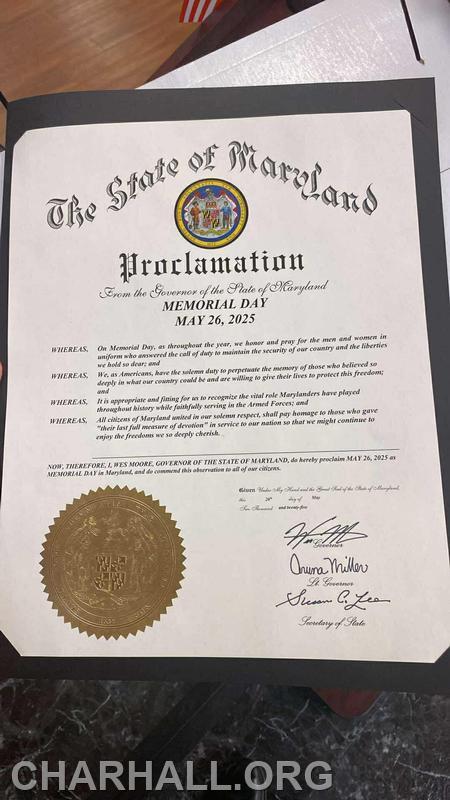 The State of Maryland
Proclamation
From the Governor of the State of Maryland
MEMORIAL DAY
MAY 26, 2025
WHEREAS, On Memorial Day, as throughout the year, we honor and pray for the men and women in
uniform who answered the call of duty to maintain the security of our country and the liberties
we hold so dear; and
WHEREAS, We, as Americans, have the solemn duty to perpetuate the memory of those who believed so
deeply in what our country could be and are willing to give their lives to protect this freedom;
and
WHEREAS, It is appropriate and fitting for us to recognize the vital role Marylanders have played
throughout history while faithfully serving in the Armed Forces; and
WHEREAS, All citizens of Maryland united in our solemn respect, shall pay homage to those who gave
"their last full measure of devotion" in service to our nation so that we might continue to
enjoy the freedoms we so deeply cherish.
NOW, THEREFORE, I, WES MOORE, GOVERNOR OF THE STATE OF MARYLAND, do hereby proclaim MAY 26, 2025 as
MEMORIAL DAY in Maryland, and do commend this observation to all of our citizens.
Given Under My Hand and the Great Seal of the State of Maryland,
this 26th day of May
Two Thousand and twenty-five
Governor
Aruna Miller
Lt. Governor
Susan C. Lee
Secretary of State
CHARHALL.ORG